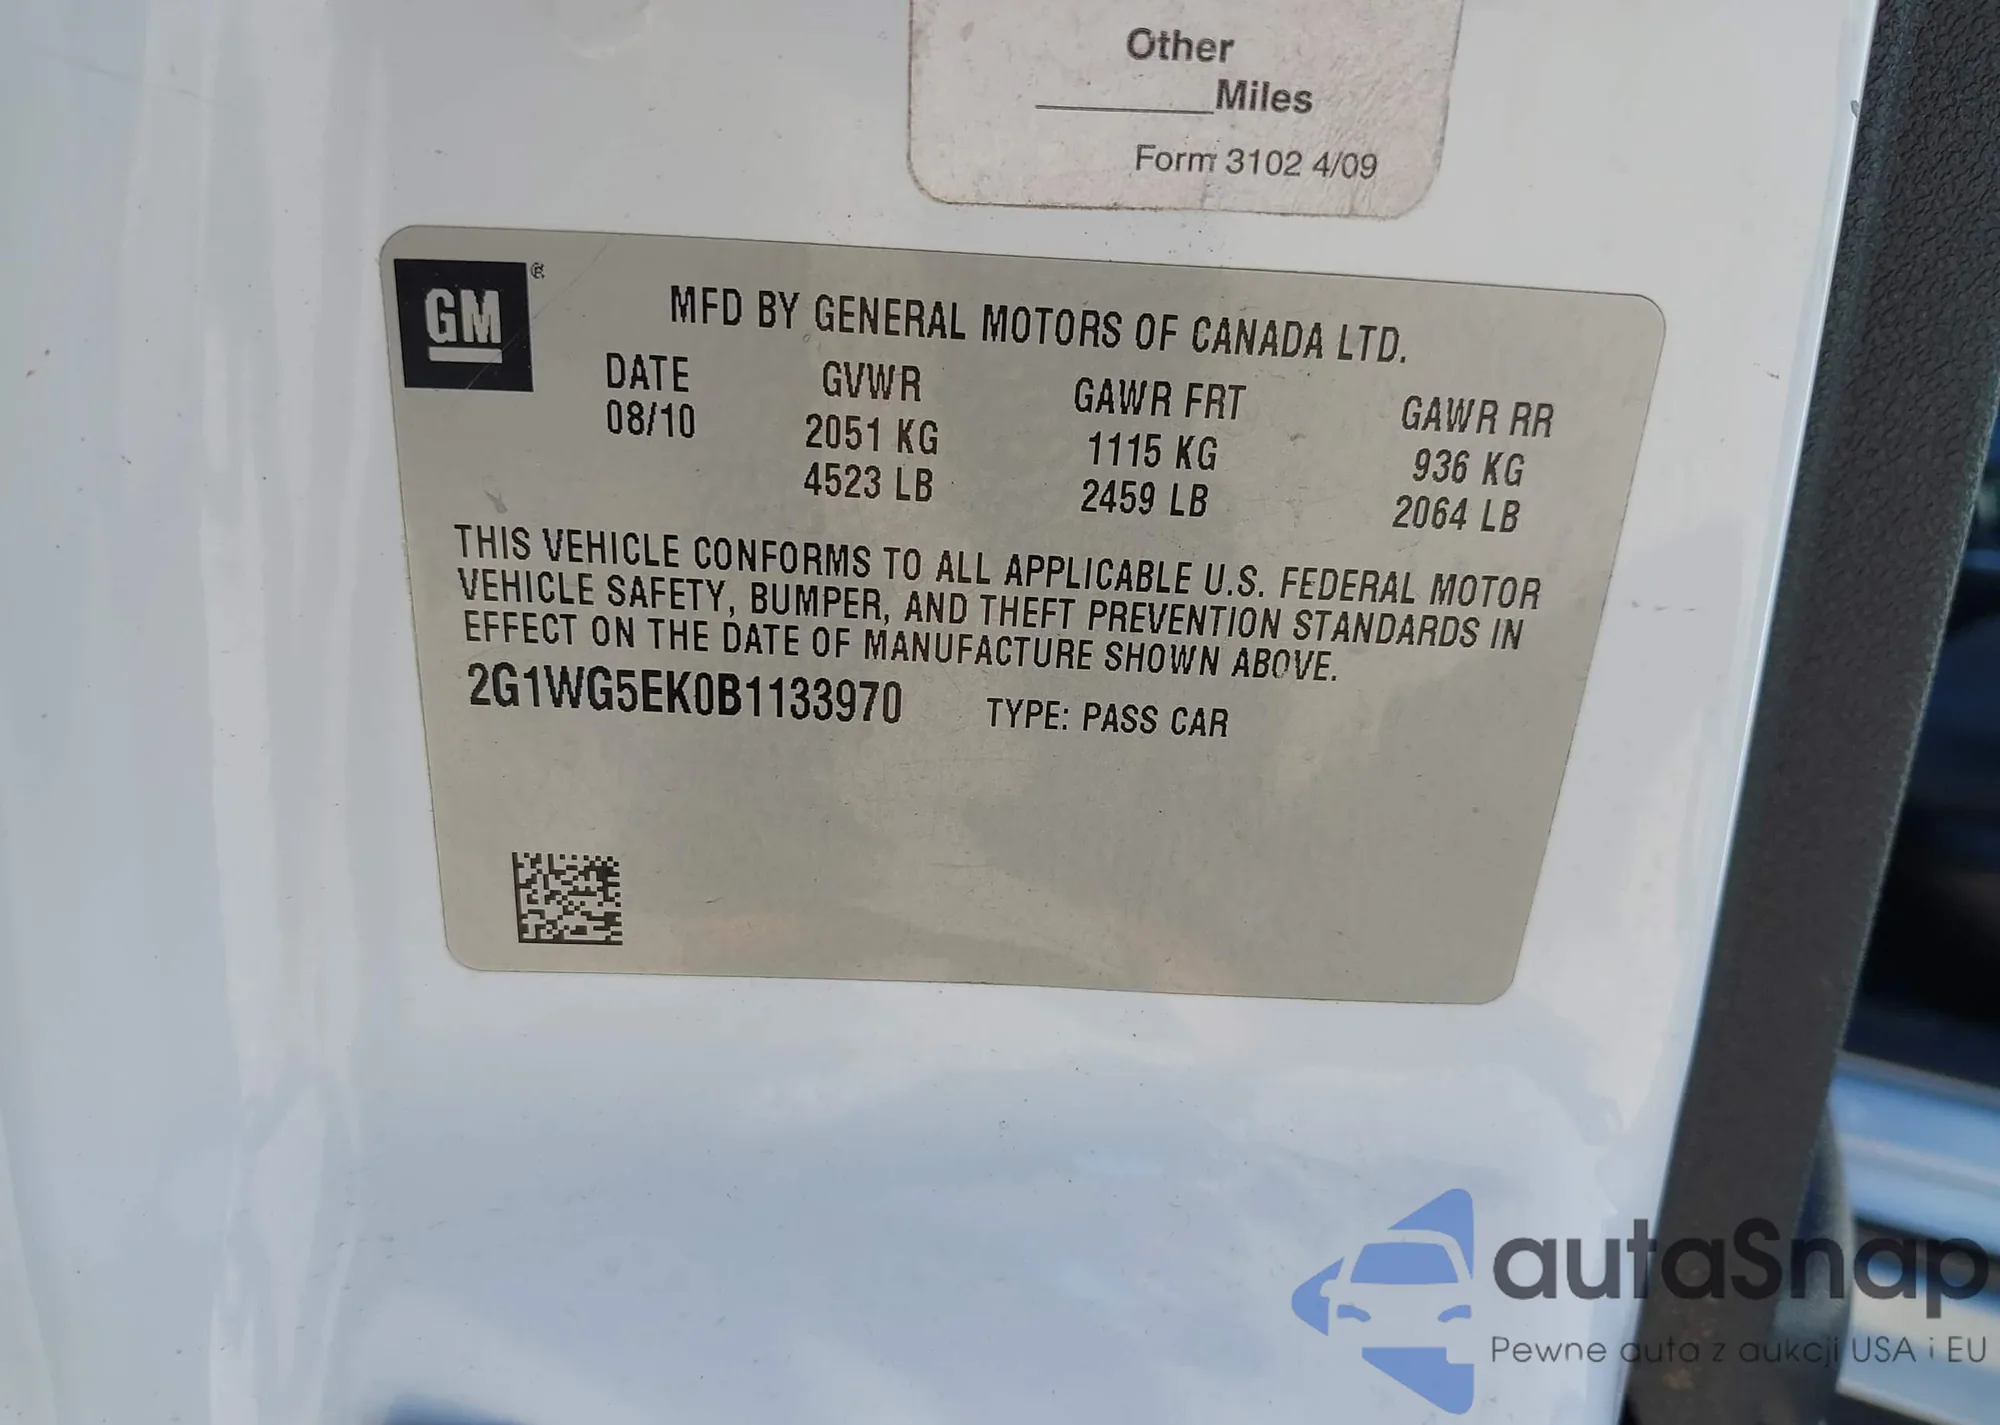 Other
Miles
Form 3102 4/09
GM ®
MFD BY GENERAL MOTORS OF CANADA LTD.
DATE GVWR GAWR FRT GAWR RR
08/10 2051 KG 1115 KG 936 KG
4523 LB 2459 LB 2064 LB
THIS VEHICLE CONFORMS TO ALL APPLICABLE U.S. FEDERAL MOTOR
VEHICLE SAFETY, BUMPER, AND THEFT PREVENTION STANDARDS IN
EFFECT ON THE DATE OF MANUFACTURE SHOWN ABOVE.
2G1WG5EK0B1133970 TYPE: PASS CAR
autaSnap
Pewne auta z aukcji USA i EU